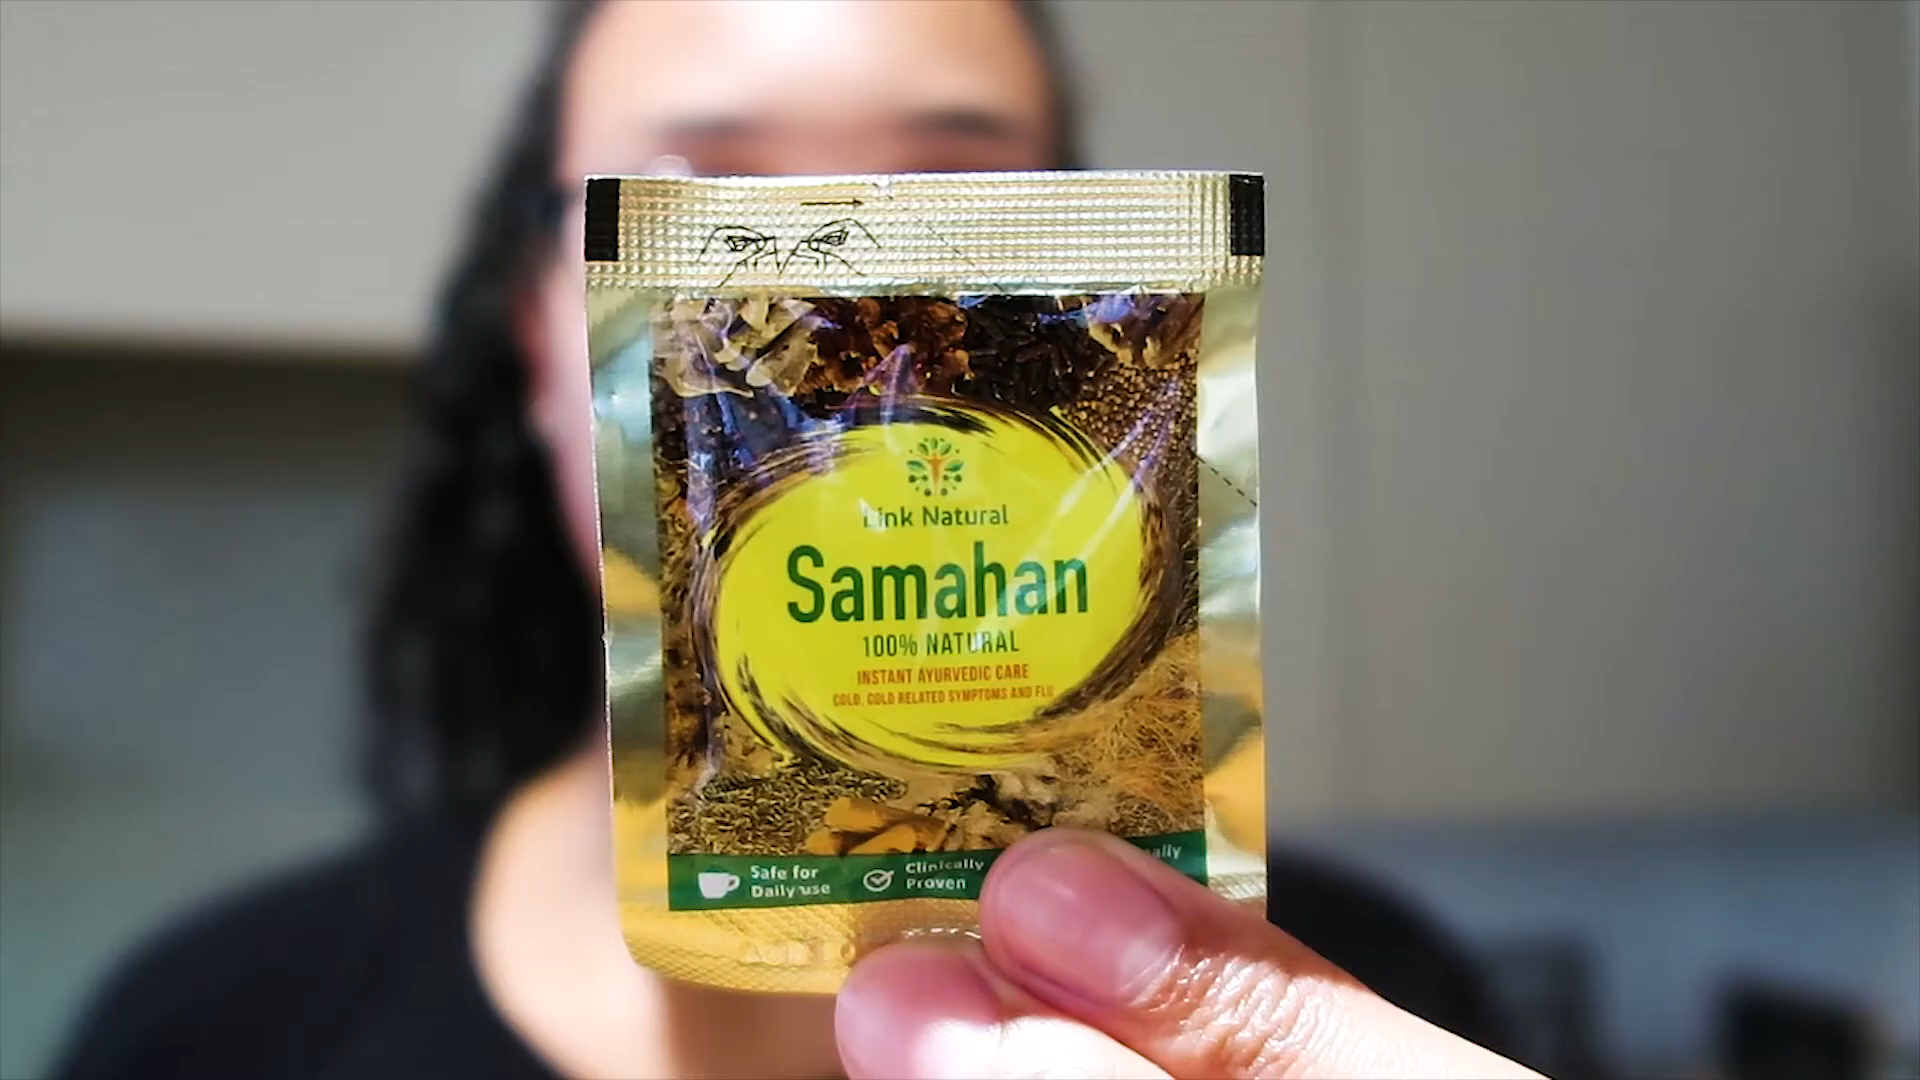 Link Natural
Samahan
100% NATURAL
INSTANT AYURVEDIC CARE
COLD, COLD RELATED SYMPTOMS AND FLU
Safe for
Daily use
Clinically
Proven